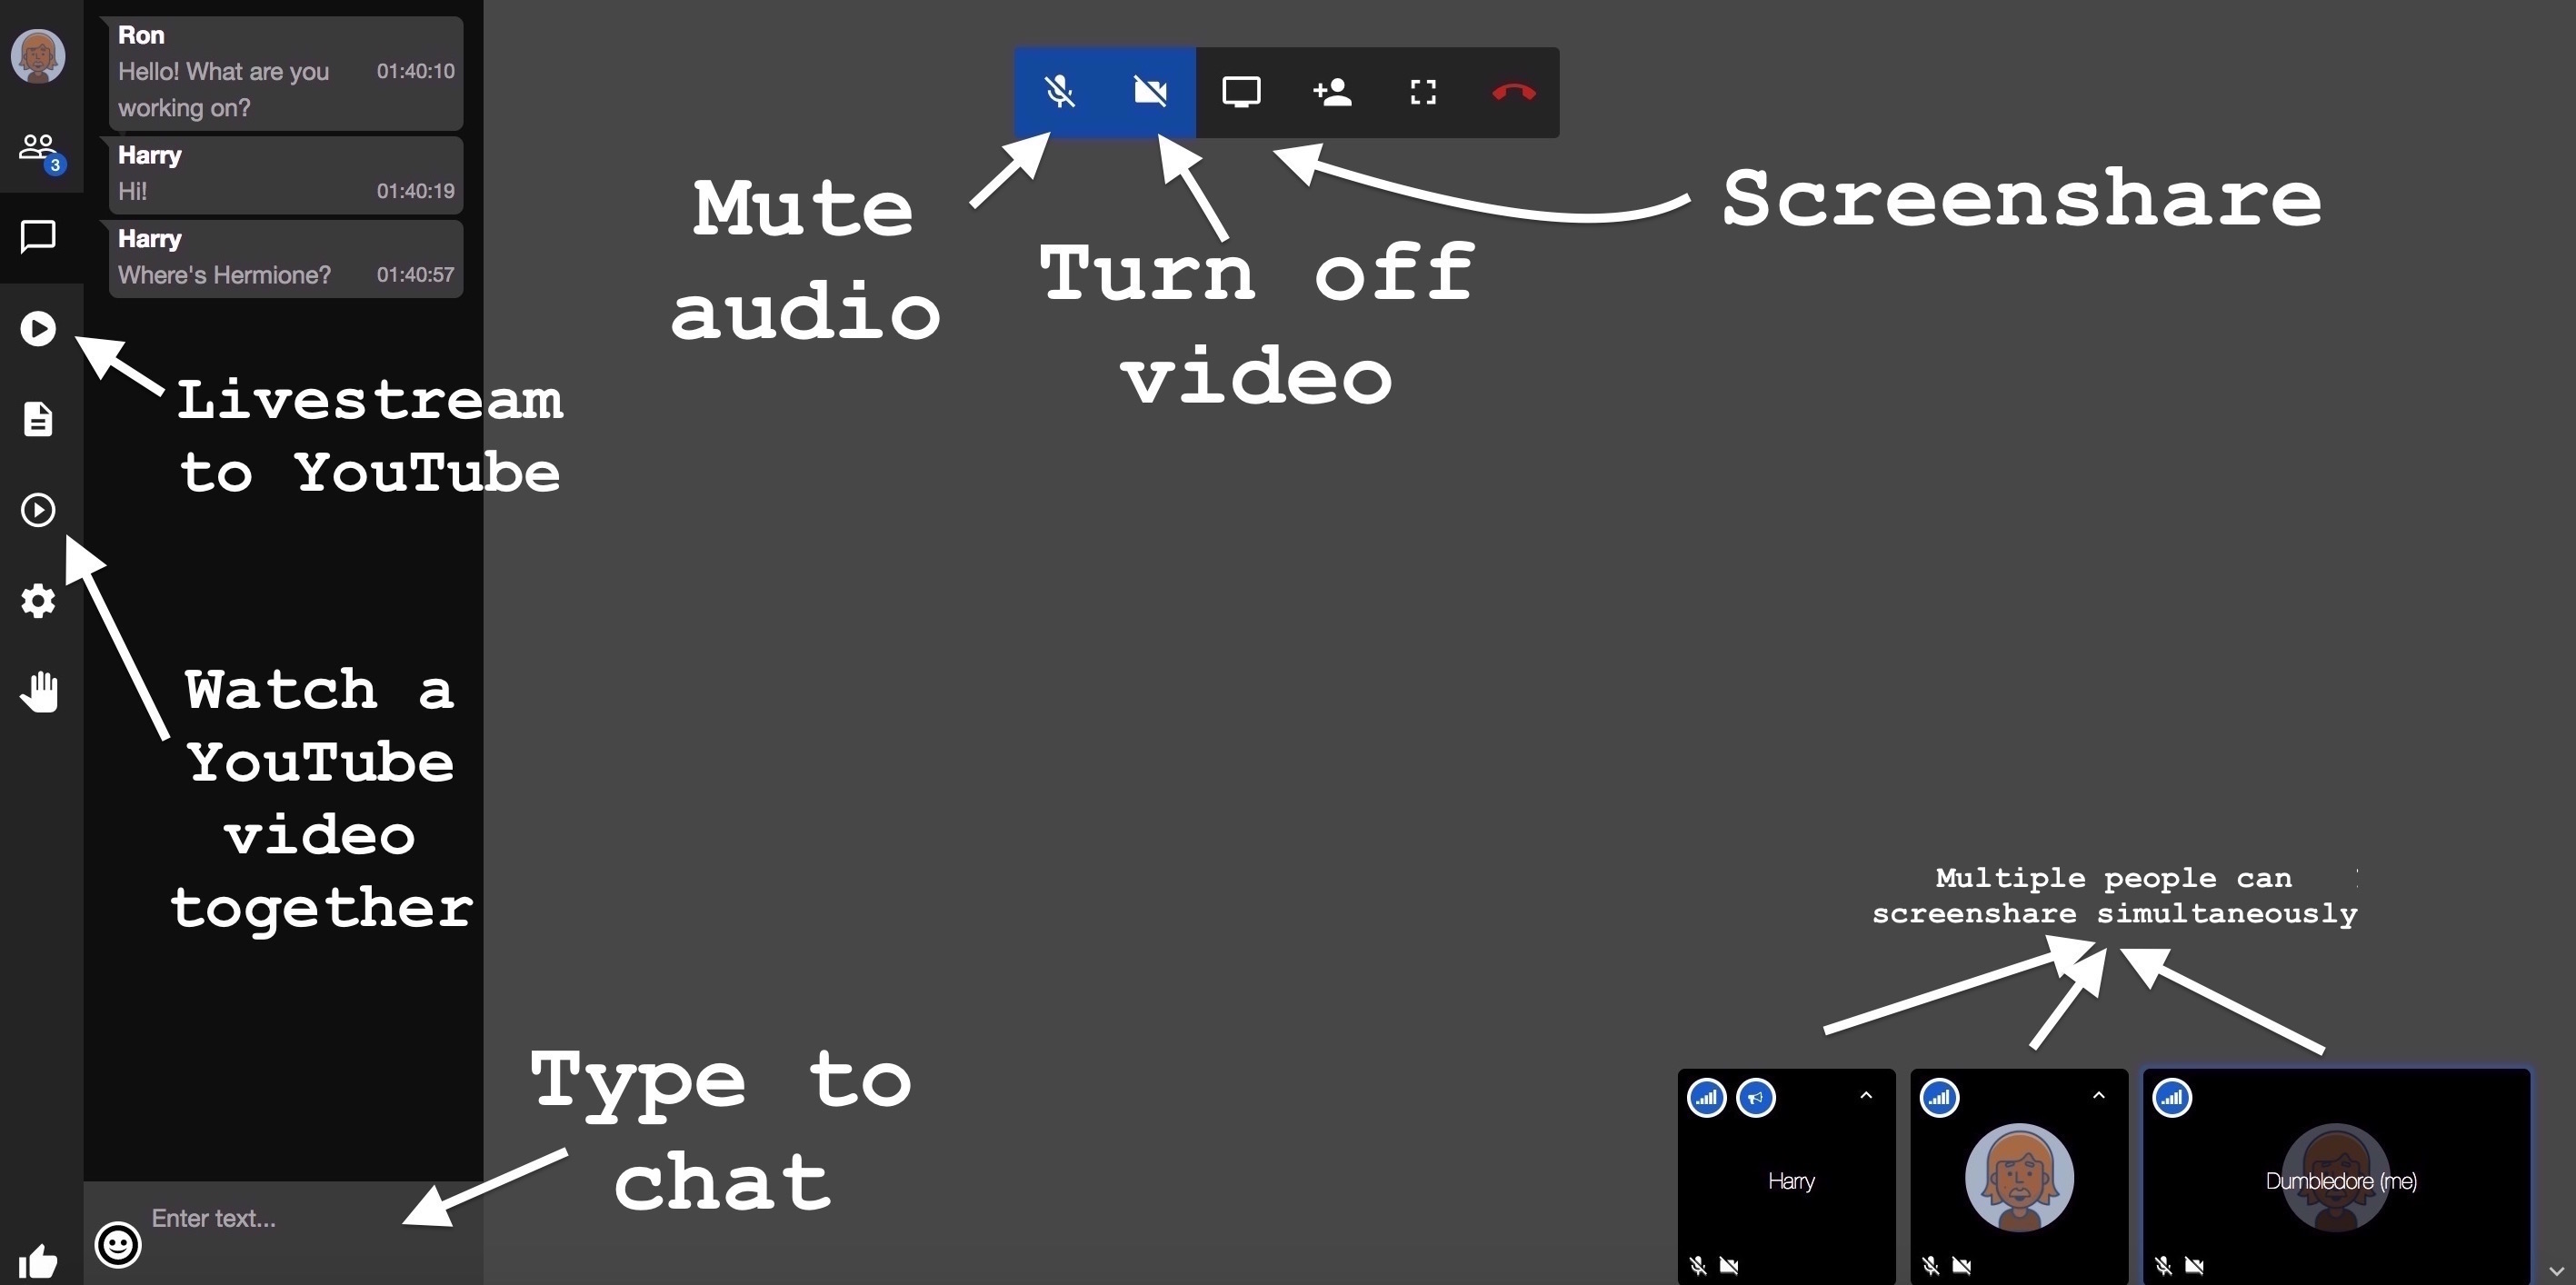 Ron
Hello! What are you 01:40:10
working on?
Harry
Hi! 01:40:19
Harry
Where's Hermione? 01:40:57
3
Mute
audio
Turn off
video
Screenshare
Livestream
to YouTube
Watch a
YouTube
video
together
Type to
chat
Enter text...
Multiple people can
screenshare simultaneously
Harry
Dumbledore (me)